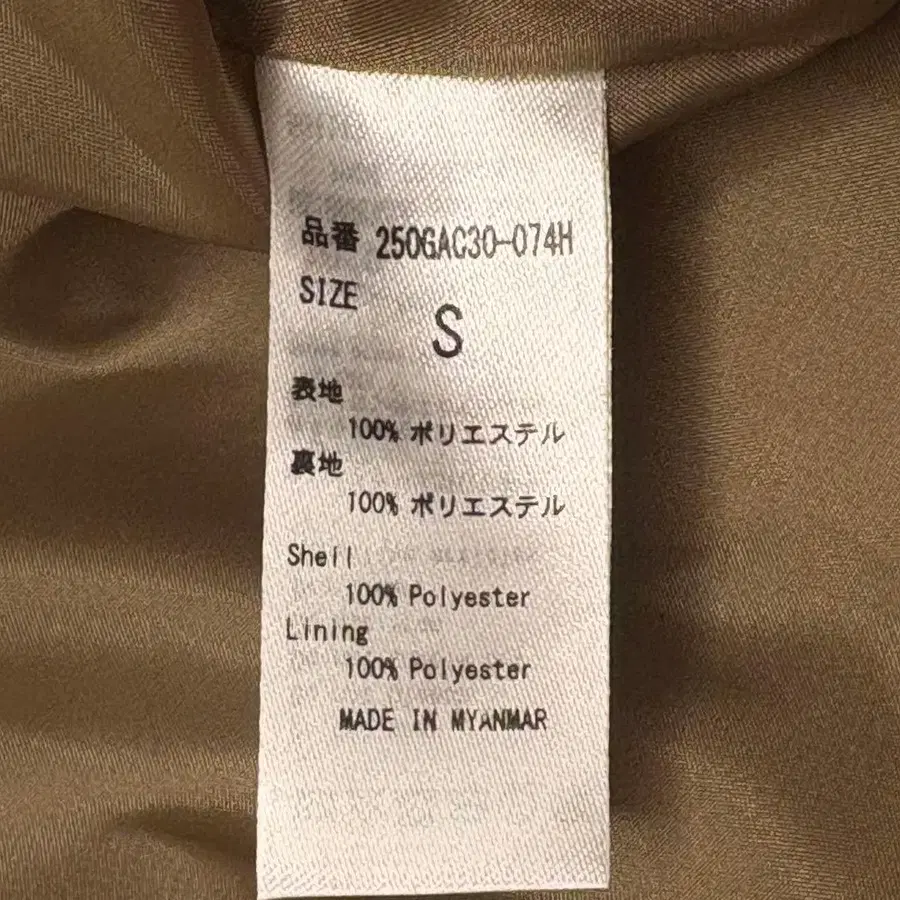 品番 250GAC30-074H
SIZE
S
表地
100% ポリエステル
裏地
100% ポリエステル
Shell
100% Polyester
Lining
100% Polyester
MADE IN MYANMAR